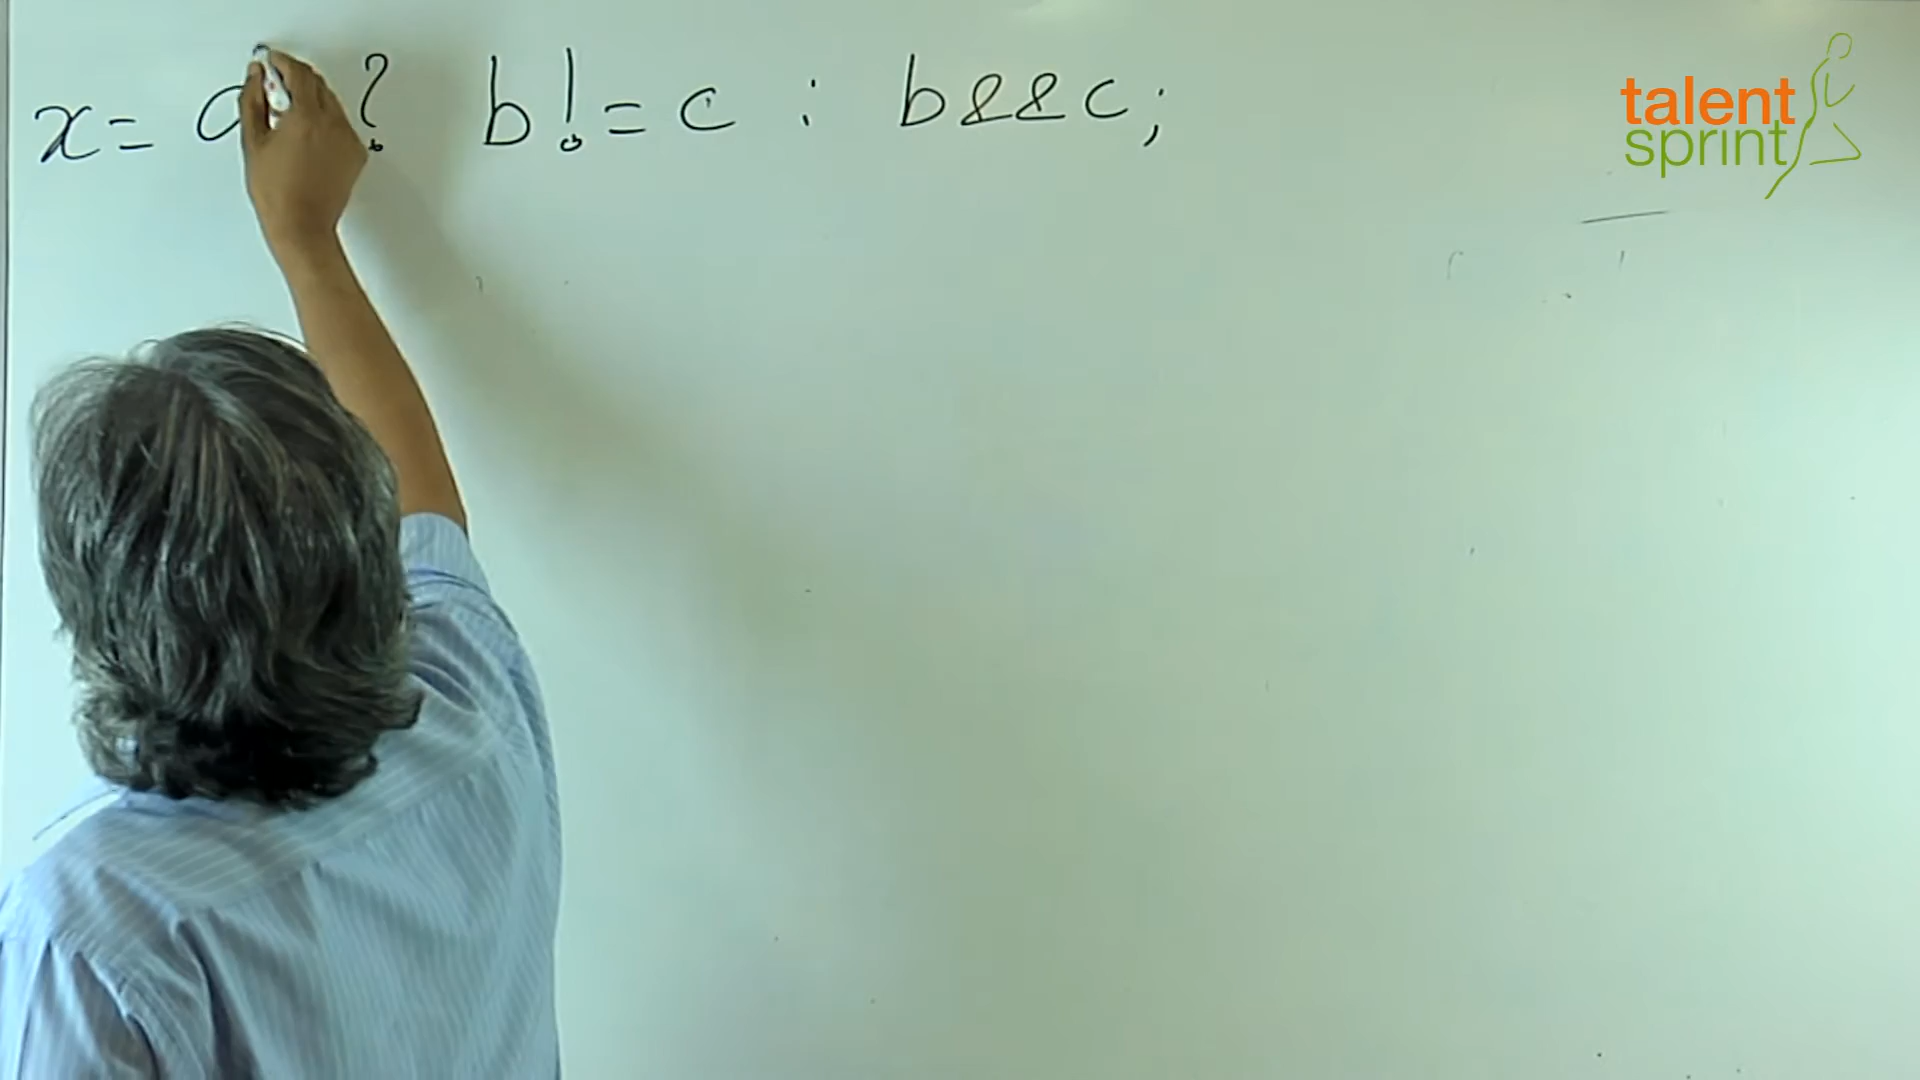 x = a ? b != c : b && c;
talent
sprint